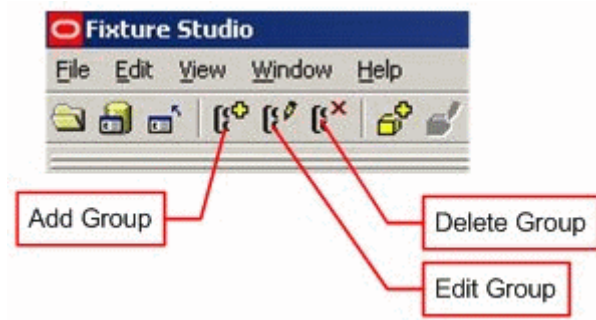 Fixture Studio
File Edit View Window Help
Add Group
Delete Group
Edit Group